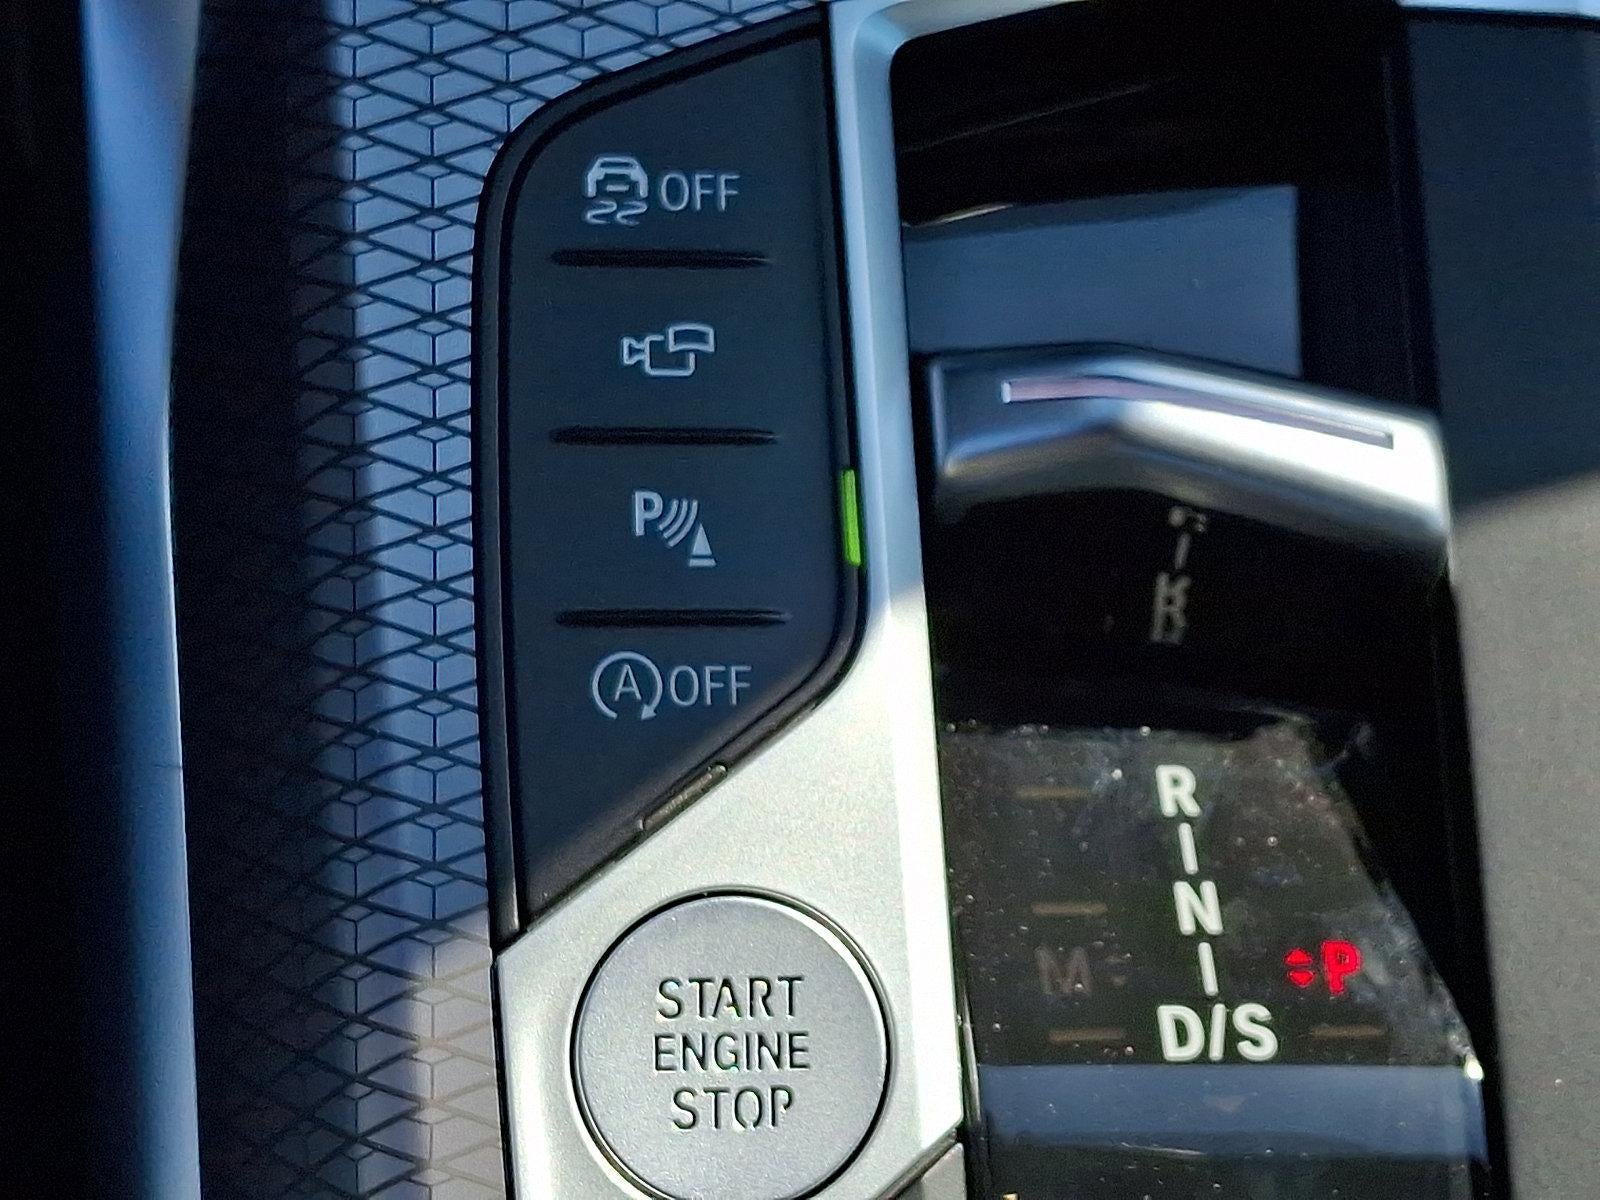 OFF
P
A OFF
START
ENGINE
STOP
R
N
M
P
D/S